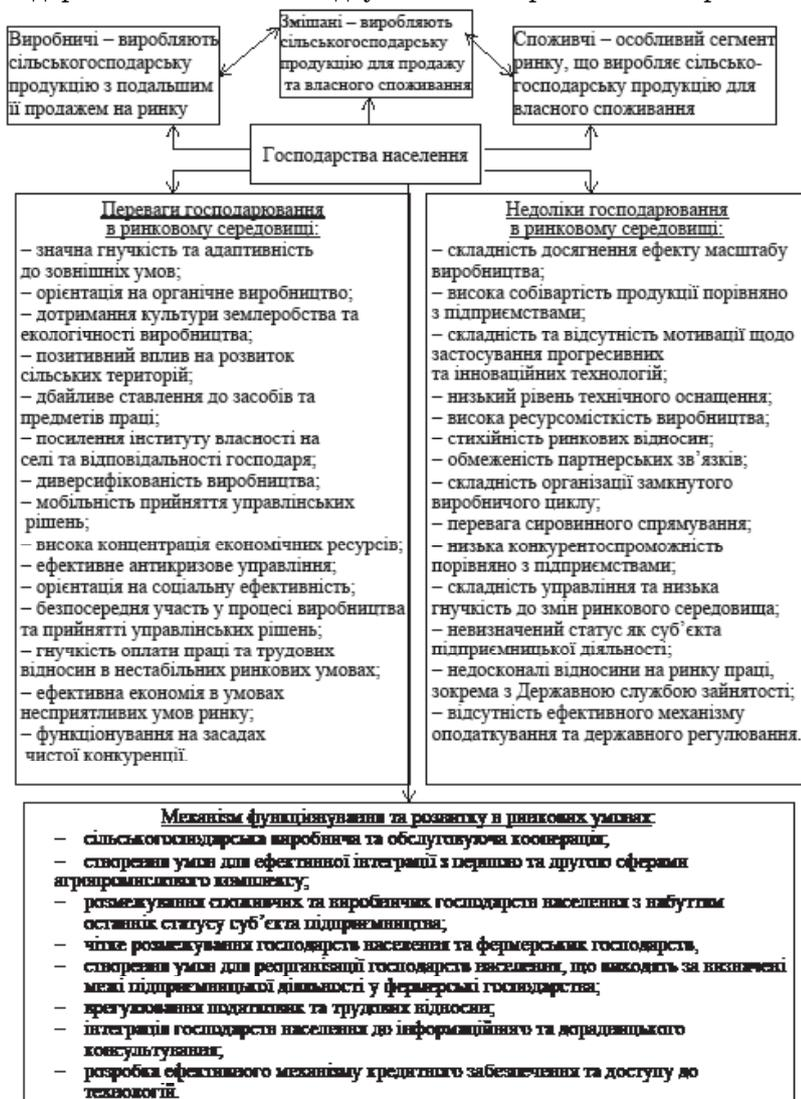 Виробничі – виробляють
сільськогосподарську
продукцію з подальшим
її продажем на ринку
Змішані – виробляють
сільськогосподарську
продукцію для продажу
та власного споживання
Споживчі – особливий сегмент
ринку, що виробляє сільсько-
господарську продукцію для
власного споживання
Господарства населення
Переваги господарювання
в ринковому середовищі:
– значна гнучкість та адаптивність
до зовнішніх умов;
– орієнтація на органічне виробництво;
– дотримання культури землеробства та
екологічності виробництва;
– позитивний вплив на розвиток
сільських територій;
– дбайливе ставлення до засобів та
предметів праці;
– посилення інституту власності на
селі та відповідальності господаря;
– диверсифікованість виробництва;
– мобільність прийняття управлінських
рішень;
– висока концентрація економічних ресурсів;
– ефективне антикризове управління;
– орієнтація на соціальну ефективність;
– безпосередня участь у процесі виробництва
та прийнятті управлінських рішень;
– гнучкість оплати праці та трудових
відносин в нестабільних ринкових умовах;
– ефективна економія в умовах
несприятливих умов ринку;
– функціонування на засадах
чистої конкуренції.
Недоліки господарювання
в ринковому середовищі:
– складність досягнення ефекту масштабу
виробництва;
– висока собівартість продукції порівняно
з підприємствами;
– складність та відсутність мотивації щодо
застосування прогресивних
та інноваційних технологій;
– низький рівень технічного оснащення;
– висока ресурсомісткість виробництва;
– стихійність ринкових відносин;
– обмеженість партнерських зв’язків;
– складність організації замкнутого
виробничого циклу;
– перевага сировинного спрямування;
– низька конкурентоспроможність
порівняно з підприємствами;
– складність управління та низька
гнучкість до змін ринкового середовища;
– невизначений статус як суб’єкта
підприємницької діяльності;
– недосконалі відносини на ринку праці,
зокрема з Державною службою зайнятості;
– відсутність ефективного механізму
оподаткування та державного регулювання.
Механізм функціонування та розвитку в ринкових умовах:
– сільськогосподарська виробнича та обслуговуюча кооперація;
– створення умов для ефективної інтеграції з першою та другою сферами
агропромислового комплексу;
– розмежування споживчих та виробничих господарств населення з набуттям
останніх статусу суб’єкта підприємництва;
– чітке розмежування господарств населення та фермерських господарств,
– створення умов для реорганізації господарств населення, що виходять за визначені
межі підприємницької діяльності у фермерські господарства;
– врегулювання податкових та трудових відносин;
– інтеграція господарств населення до інформаційного та дорадницького
консультування;
– розробка ефективного механізму кредитного забезпечення та доступу до
технологій.